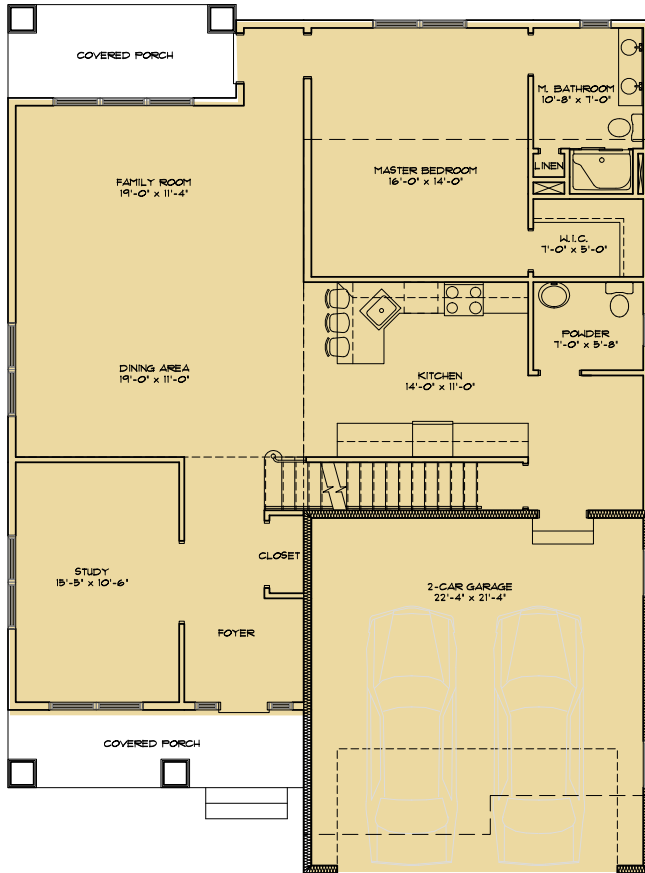 COVERED PORCH
M. BATHROOM
10'-8" x 7'-0"
LINEN
FAMILY ROOM
19'-0" x 11'-4"
MASTER BEDROOM
16'-0" x 14'-0"
W.I.C.
7'-0" x 5'-0"
POWDER
7'-0" x 5'-8"
DINING AREA
19'-0" x 11'-0"
KITCHEN
14'-0" x 11'-0"
CLOSET
STUDY
15'-5" x 10'-6"
2-CAR GARAGE
22'-4" x 21'-4"
FOYER
COVERED PORCH